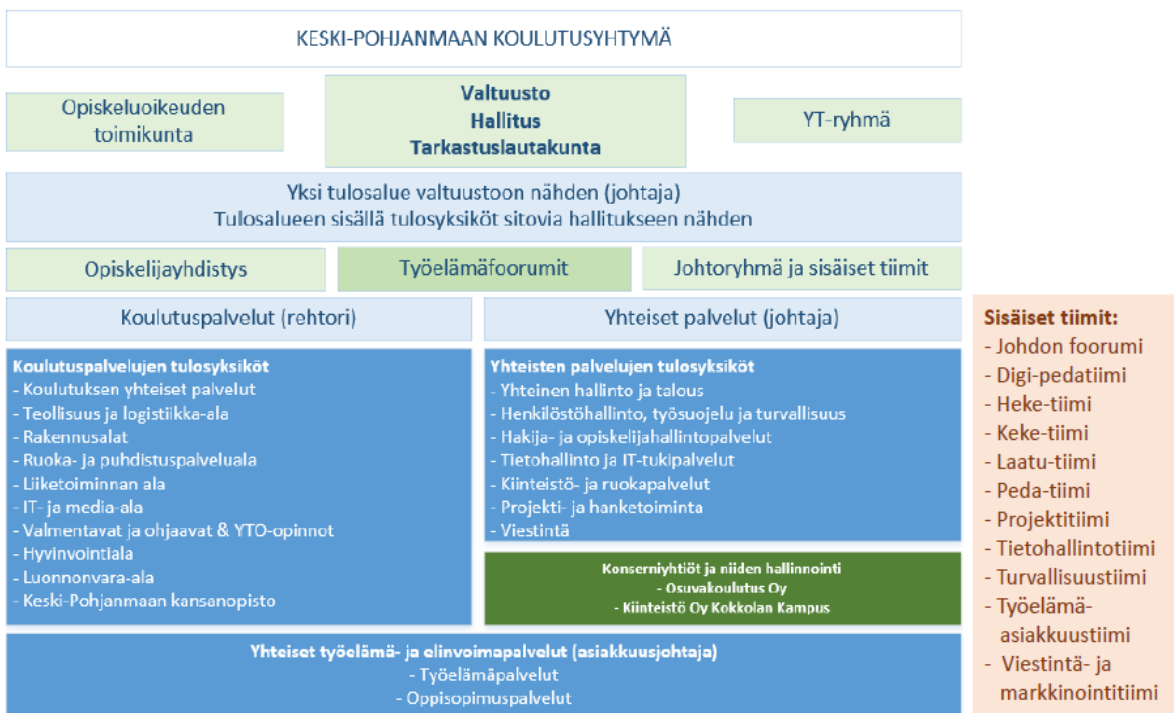 KESKI-POHJANMAAN KOULUTUSYHTYMÄ
Opiskeluoikeuden
toimikunta
Valtuusto
Hallitus
Tarkastuslautakunta
YT-ryhmä
Yksi tulosalue valtuustoon nähden (johtaja)
Tulosalueen sisällä tulosyksiköt sitovia hallitukseen nähden
Opiskelijayhdistys
Työelämäfoorumit
Johtoryhmä ja sisäiset tiimit
Koulutuspalvelut (rehtori)
Yhteiset palvelut (johtaja)
Koulutuspalvelujen tulosyksiköt
- Koulutuksen yhteiset palvelut
- Teollisuus ja logistiikka-ala
- Rakennusalat
- Ruoka- ja puhdistuspalveluala
- Liiketoiminnan ala
- IT- ja media-ala
- Valmentavat ja ohjaavat & YTO-opinnot
- Hyvinvointiala
- Luonnonvara-ala
- Keski-Pohjanmaan kansanopisto
Yhteisten palvelujen tulosyksiköt
- Yhteinen hallinto ja talous
- Henkilöstöhallinto, työsuojelu ja turvallisuus
- Hakija- ja opiskelijahallintopalvelut
- Tietohallinto ja IT-tukipalvelut
- Kiinteistö- ja ruokapalvelut
- Projekti- ja hanketoiminta
- Viestintä
Konserniyhtiöt ja niiden hallinnointi
- Osuvakoulutus Oy
- Kiinteistö Oy Kokkolan Kampus
Yhteiset työelämä- ja elinvoimapalvelut (asiakkuusjohtaja)
- Työelämäpalvelut
- Oppisopimuspalvelut
Sisäiset tiimit:
- Johdon foorumi
- Digi-pedatiimi
- Heke-tiimi
- Keke-tiimi
- Laatu-tiimi
- Peda-tiimi
- Projektitiimi
- Tietohallintotiimi
- Turvallisuustiimi
- Työelämä-
asiakkuustiimi
- Viestintä- ja
markkinointitiimi